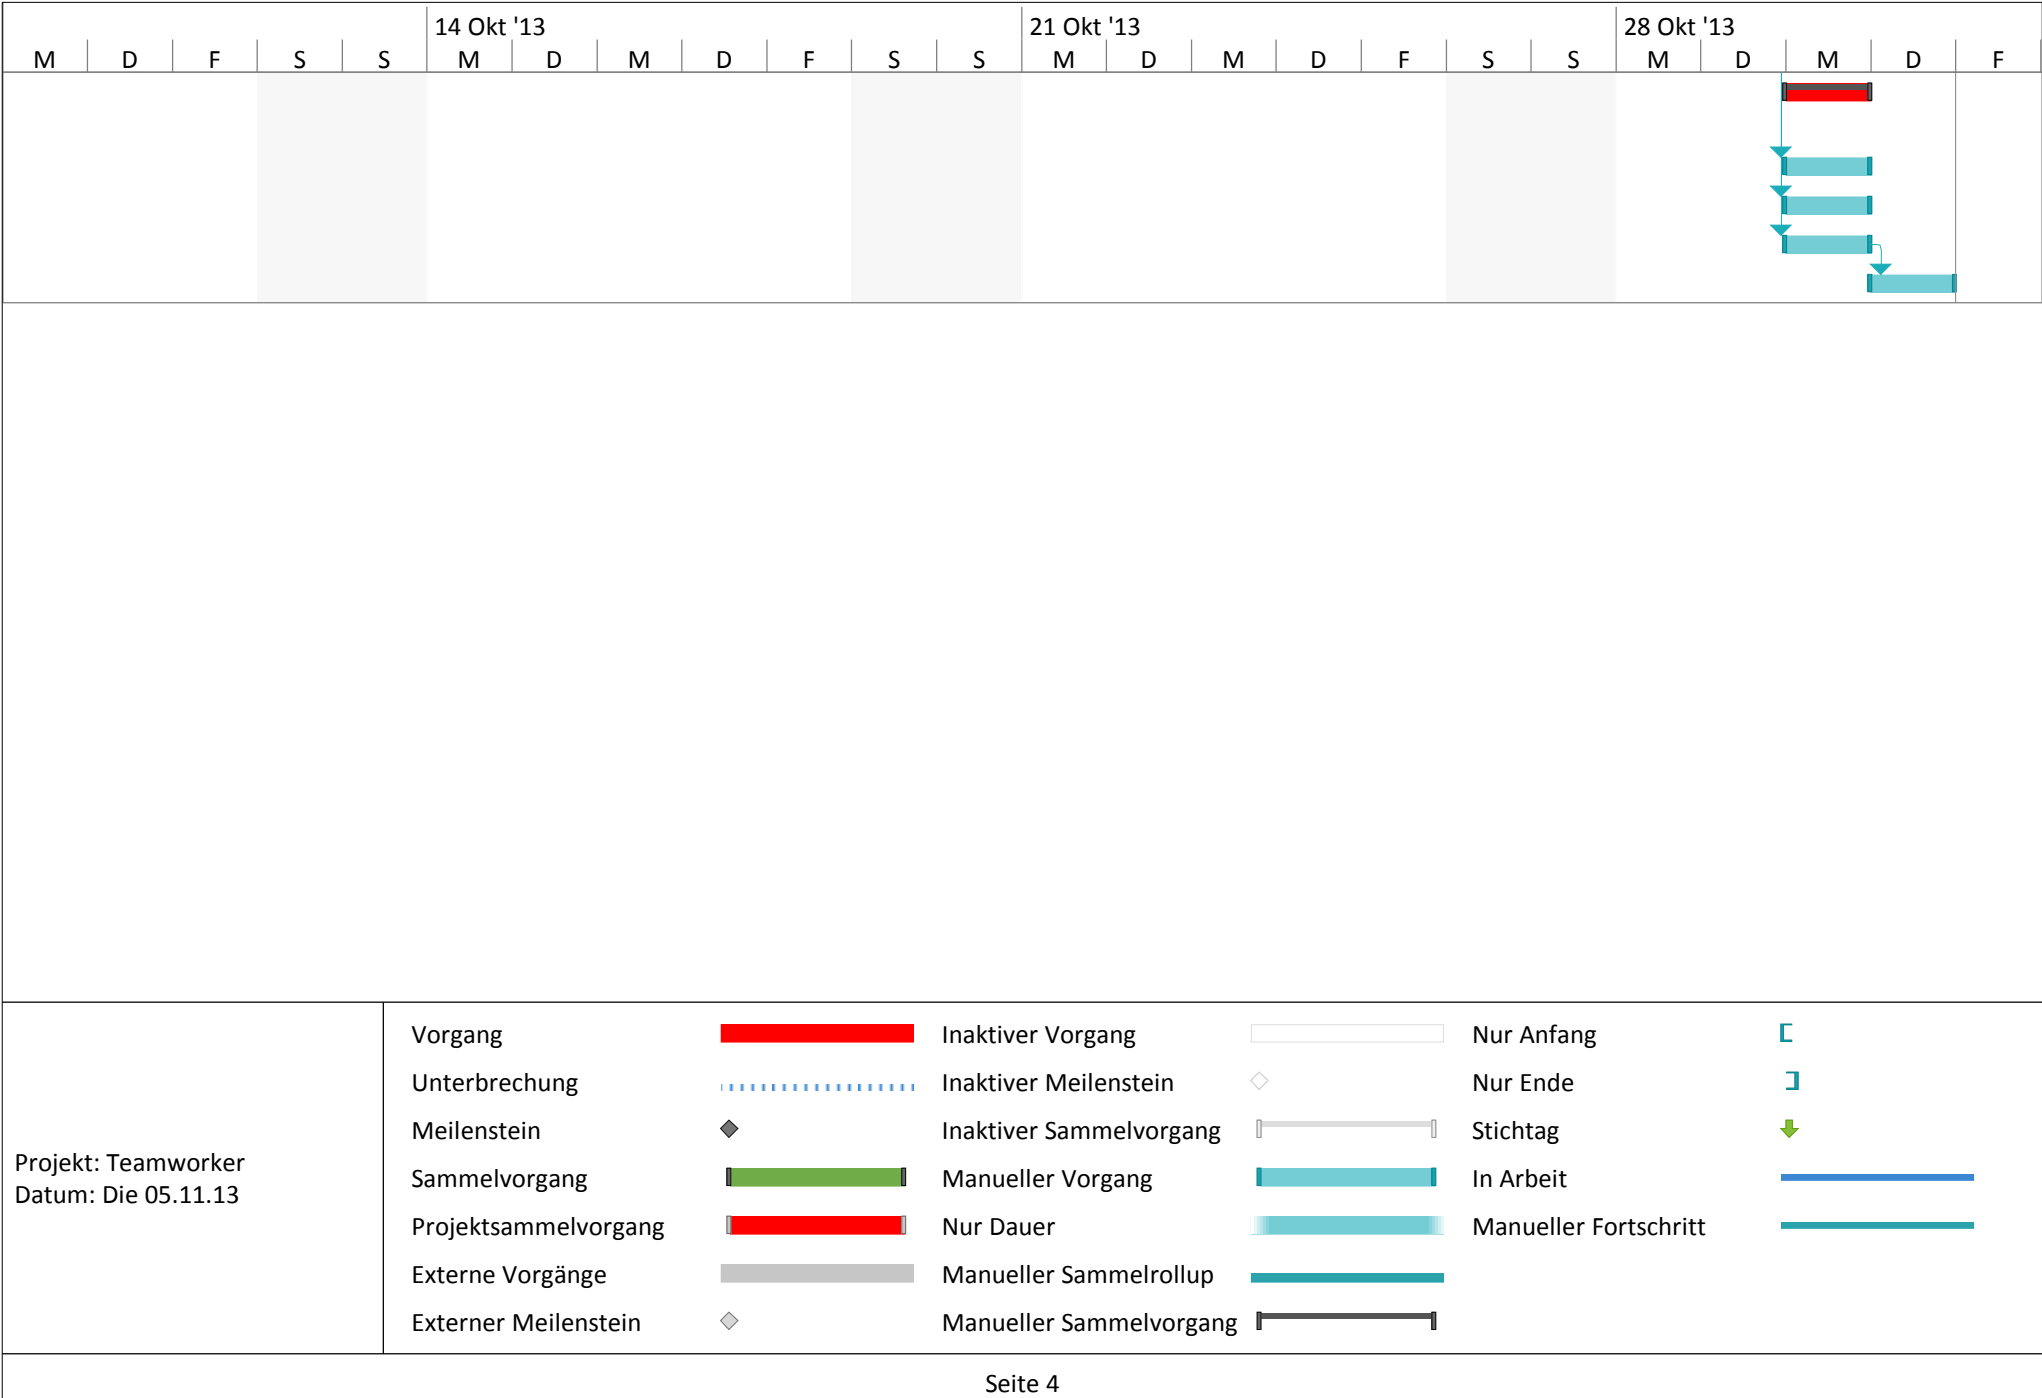 14 Okt '13 21 Okt '13 28 Okt '13
M D F S S M D M D F S S M D M D F S S M D M D F
Vorgang Inaktiver Vorgang Nur Anfang
Unterbrechung Inaktiver Meilenstein Nur Ende
Meilenstein Inaktiver Sammelvorgang Stichtag
Projekt: Teamworker
Datum: Die 05.11.13
Sammelvorgang Manueller Vorgang In Arbeit
Projektsammelvorgang Nur Dauer Manueller Fortschritt
Externe Vorgänge Manueller Sammelrollup
Externer Meilenstein Manueller Sammelvorgang
Seite 4